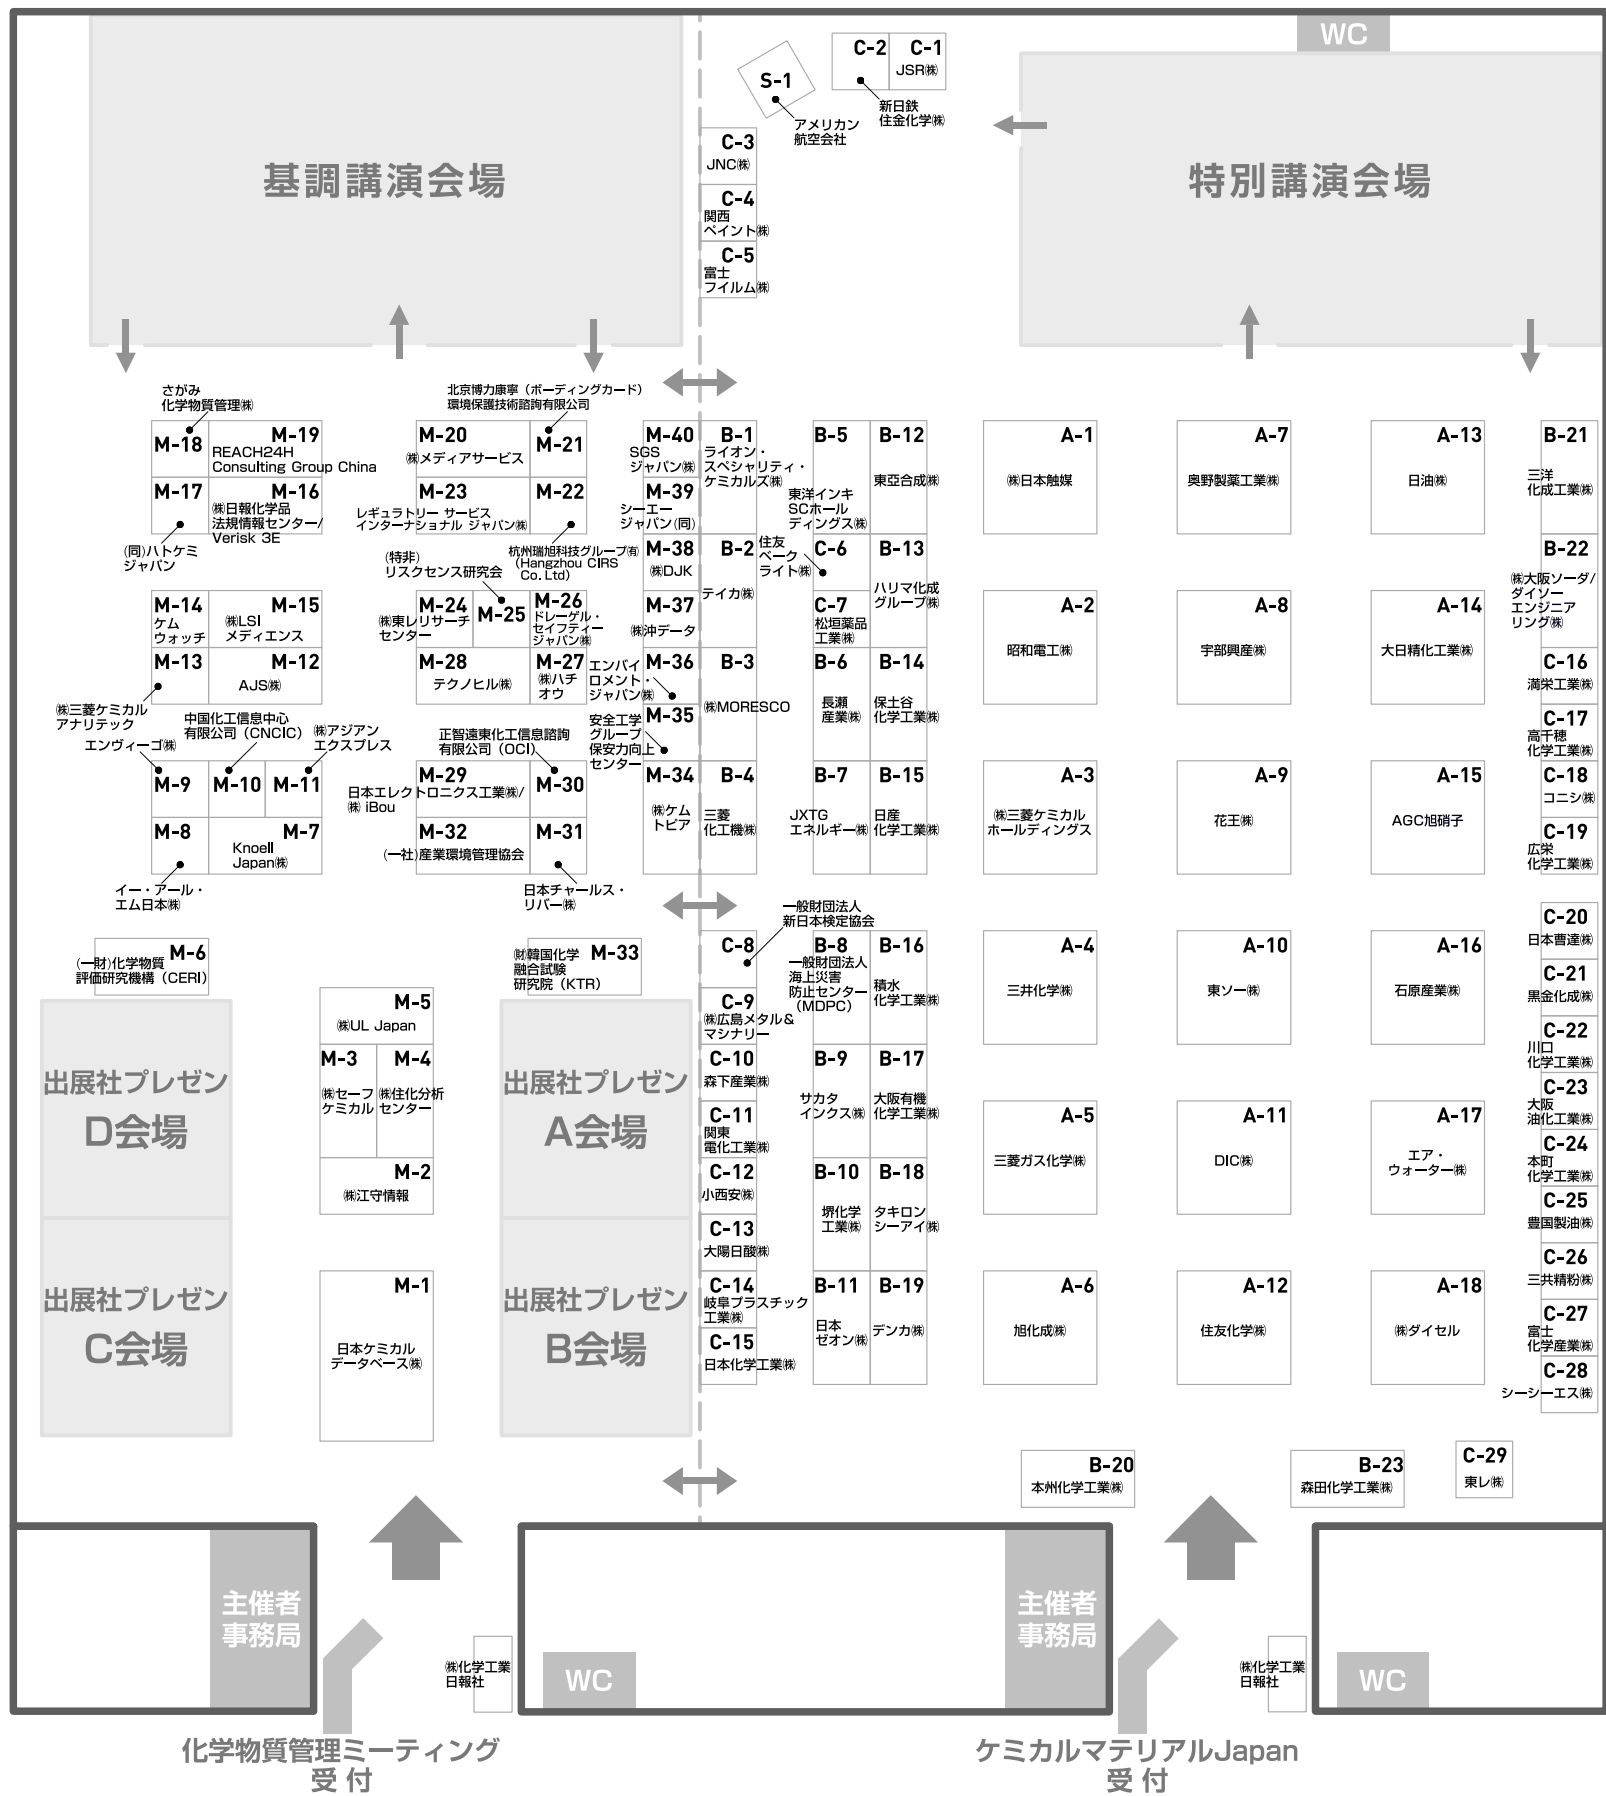 WC
基調講演会場
特別講演会場
S-1
アメリカン
航空会社
C-2
新日鉄
住金化学㈱
C-1
JSR㈱
C-3
JNC㈱
C-4
関西
ペイント㈱
C-5
富士
フイルム㈱
さがみ
化学物質管理㈱
M-18
M-19
REACH24H
Consulting Group China
M-17
(同)ハトケミ
ジャパン
M-16
㈱日報化学品
法規情報センター/
Verisk 3E
M-20
㈱メディアサービス
北京博力康寧（ボーディングカード）
環境保護技術諮詢有限公司
M-21
M-23
レギュラトリー サービス
インターナショナル ジャパン㈱
M-22
杭州瑞旭科技グループ㈲
(Hangzhou CIRS
Co. Ltd)
M-14
ケム
ウォッチ
M-15
㈱LSI
メディエンス
M-13
㈱三菱ケミカル
アナリテック
M-12
AJS㈱
M-24
㈱東レリサーチ
センター
(特非)
リスクセンス研究会
M-25
M-26
ドレーゲル・
セイフティー
ジャパン㈱
M-28
テクノヒル㈱
M-27
㈱ハチ
オウ
エンヴィーゴ㈱
M-9
中国化工信息中心
有限公司（CNCIC）
M-10
㈱アジアン
エクスプレス
M-11
M-8
イー・アール・
エム日本㈱
M-7
Knoell
Japan㈱
M-29
日本エレクトロニクス工業㈱/
㈱ iBou
正智遠東化工信息諮詢
有限公司（OCI）
M-30
M-32
(一社)産業環境管理協会
M-31
日本チャールス・
リバー㈱
M-40
SGS
ジャパン㈱
M-39
シーエー
ジャパン(同)
M-38
㈱DJK
M-37
㈱沖データ
M-36
エンバイ
ロメント・
ジャパン㈱
M-35
安全工学
グループ
保安力向上
センター
M-34
㈱ケム
トピア
B-1
ライオン・
スペシャリティ・
ケミカルズ㈱
B-2
テイカ㈱
B-3
㈱MORESCO
B-4
三菱
化工機㈱
B-5
東洋インキ
SCホール
ディングス㈱
C-6
住友
ベーク
ライト㈱
C-7
松垣薬品
工業㈱
B-6
長瀬
産業㈱
B-7
JXTG
エネルギー㈱
B-12
東亞合成㈱
B-13
ハリマ化成
グループ㈱
B-14
保土谷
化学工業㈱
B-15
日産
化学工業㈱
A-1
㈱日本触媒
A-7
奥野製薬工業㈱
A-13
日油㈱
A-2
昭和電工㈱
A-8
宇部興産㈱
A-14
大日精化工業㈱
A-3
㈱三菱ケミカル
ホールディングス
A-9
花王㈱
A-15
AGC旭硝子
B-21
三洋
化成工業㈱
B-22
㈱大阪ソーダ/
ダイソー
エンジニア
リング㈱
C-16
満栄工業㈱
C-17
高千穂
化学工業㈱
C-18
コニシ㈱
C-19
広栄
化学工業㈱
(一財)化学物質
評価研究機構（CERI）
M-6
㈶韓国化学
融合試験
研究院（KTR）
M-33
M-5
㈱UL Japan
M-3
㈱セーフ
ケミカル
M-4
㈱住化分析
センター
M-2
㈱江守情報
M-1
日本ケミカル
データベース㈱
出展社プレゼン
D会場
出展社プレゼン
C会場
出展社プレゼン
A会場
出展社プレゼン
B会場
C-8
一般財団法人
新日本検定協会
C-9
㈱広島メタル＆
マシナリー
C-10
森下産業㈱
C-11
関東
電化工業㈱
C-12
小西安㈱
C-13
大陽日酸㈱
C-14
岐阜プラスチック
工業㈱
C-15
日本化学工業㈱
B-8
一般財団法人
海上災害
防止センター
（MDPC）
B-9
サカタ
インクス㈱
B-10
堺化学
工業㈱
B-11
日本
ゼオン㈱
B-16
積水
化学工業㈱
B-17
大阪有機
化学工業㈱
B-18
タキロン
シーアイ㈱
B-19
デンカ㈱
A-4
三井化学㈱
A-10
東ソー㈱
A-16
石原産業㈱
A-5
三菱ガス化学㈱
A-11
DIC㈱
A-17
エア・
ウォーター㈱
A-6
旭化成㈱
A-12
住友化学㈱
A-18
㈱ダイセル
C-20
日本曹達㈱
C-21
黒金化成㈱
C-22
川口
化学工業㈱
C-23
大阪
油化工業㈱
C-24
本町
化学工業㈱
C-25
豊国製油㈱
C-26
三共精粉㈱
C-27
富士
化学産業㈱
C-28
シーシーエス㈱
B-20
本州化学工業㈱
B-23
森田化学工業㈱
C-29
東レ㈱
主催者
事務局
㈱化学工業
日報社
WC
主催者
事務局
㈱化学工業
日報社
WC
化学物質管理ミーティング
受 付
ケミカルマテリアルJapan
受 付